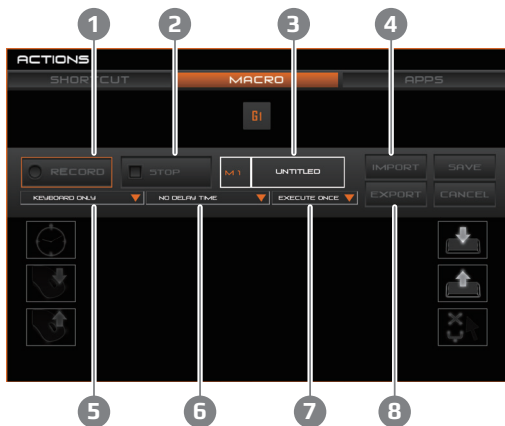 1 2 3 4
ACTIONS
SHORTCUT MACRO APPS
G1
RECORD STOP M1 UNTITLED IMPORT SAVE
KEYBOARD ONLY NO DELAY TIME EXECUTE ONCE EXPORT CANCEL
5 6 7 8